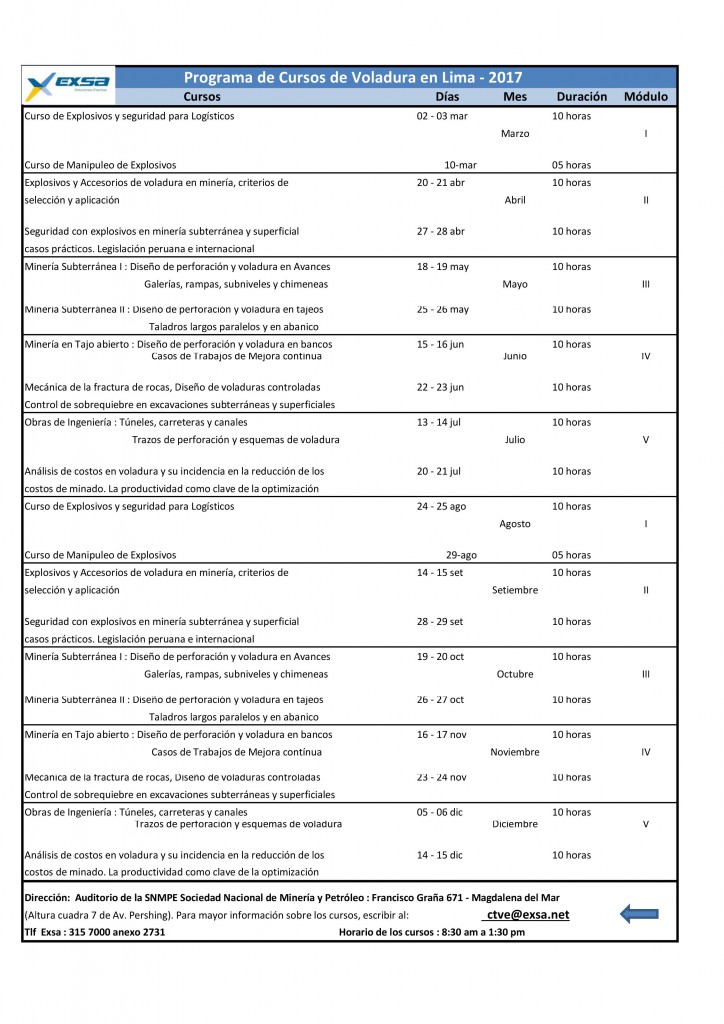 exsa
Programa de Cursos de Voladura en Lima - 2017
Cursos Días Mes Duración Módulo
Curso de Explosivos y seguridad para Logísticos 02 - 03 mar 10 horas
Marzo I
Curso de Manipuleo de Explosivos 10-mar 05 horas
Explosivos y Accesorios de voladura en minería, criterios de 20 - 21 abr 10 horas
selección y aplicación Abril II
Seguridad con explosivos en minería subterránea y superficial 27 - 28 abr 10 horas
casos prácticos. Legislación peruana e internacional
Minería Subterránea I : Diseño de perforación y voladura en Avances 18 - 19 may 10 horas
Galerías, rampas, subniveles y chimeneas Mayo III
Minería Subterránea II : Diseño de perforación y voladura en tajeos 25 - 26 may 10 horas
Taladros largos paralelos y en abanico
Minería en Tajo abierto : Diseño de perforación y voladura en bancos 15 - 16 jun 10 horas
Casos de Trabajos de Mejora contínua Junio IV
Mecánica de la fractura de rocas, Diseño de voladuras controladas 22 - 23 jun 10 horas
Control de sobrequiebre en excavaciones subterráneas y superficiales
Obras de Ingeniería : Túneles, carreteras y canales 13 - 14 jul 10 horas
Trazos de perforación y esquemas de voladura Julio V
Análisis de costos en voladura y su incidencia en la reducción de los 20 - 21 jul 10 horas
costos de minado. La productividad como clave de la optimización
Curso de Explosivos y seguridad para Logísticos 24 - 25 ago 10 horas
Agosto I
Curso de Manipuleo de Explosivos 29-ago 05 horas
Explosivos y Accesorios de voladura en minería, criterios de 14 - 15 set 10 horas
selección y aplicación Setiembre II
Seguridad con explosivos en minería subterránea y superficial 28 - 29 set 10 horas
casos prácticos. Legislación peruana e internacional
Minería Subterránea I : Diseño de perforación y voladura en Avances 19 - 20 oct 10 horas
Galerías, rampas, subniveles y chimeneas Octubre III
Minería Subterránea II : Diseño de perforación y voladura en tajeos 26 - 27 oct 10 horas
Taladros largos paralelos y en abanico
Minería en Tajo abierto : Diseño de perforación y voladura en bancos 16 - 17 nov 10 horas
Casos de Trabajos de Mejora contínua Noviembre IV
Mecánica de la fractura de rocas, Diseño de voladuras controladas 23 - 24 nov 10 horas
Control de sobrequiebre en excavaciones subterráneas y superficiales
Obras de Ingeniería : Túneles, carreteras y canales 05 - 06 dic 10 horas
Trazos de perforación y esquemas de voladura Diciembre V
Análisis de costos en voladura y su incidencia en la reducción de los 14 - 15 dic 10 horas
costos de minado. La productividad como clave de la optimización
Dirección: Auditorio de la SNMPE Sociedad Nacional de Minería y Petróleo : Francisco Graña 671 - Magdalena del Mar
(Altura cuadra 7 de Av. Pershing). Para mayor información sobre los cursos, escribir al: ctve@exsa.net
Tlf Exsa : 315 7000 anexo 2731 Horario de los cursos : 8:30 am a 1:30 pm